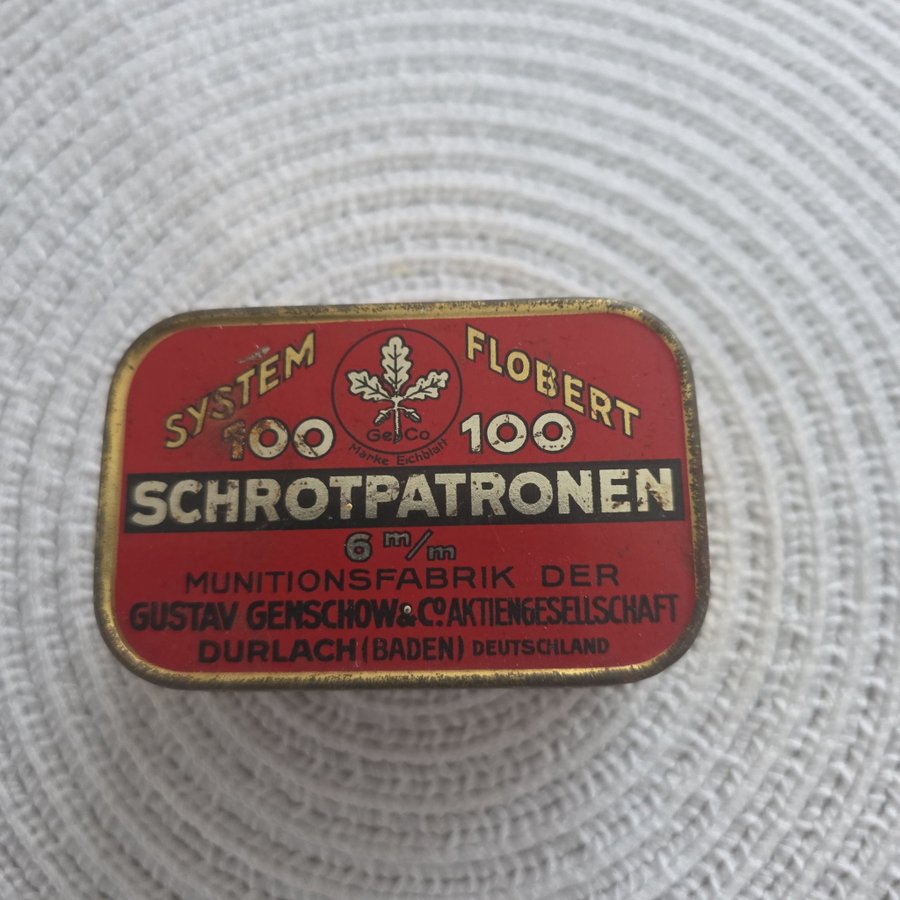 SYSTEM FLOBERT
100 GeCo 100
Marke Eichblatt
SCHROTPATRONEN
6 m/m
MUNITIONSFABRIK DER
GUSTAV GENSCHOW & Co. AKTIENGESELLSCHAFT
DURLACH (BADEN) DEUTSCHLAND